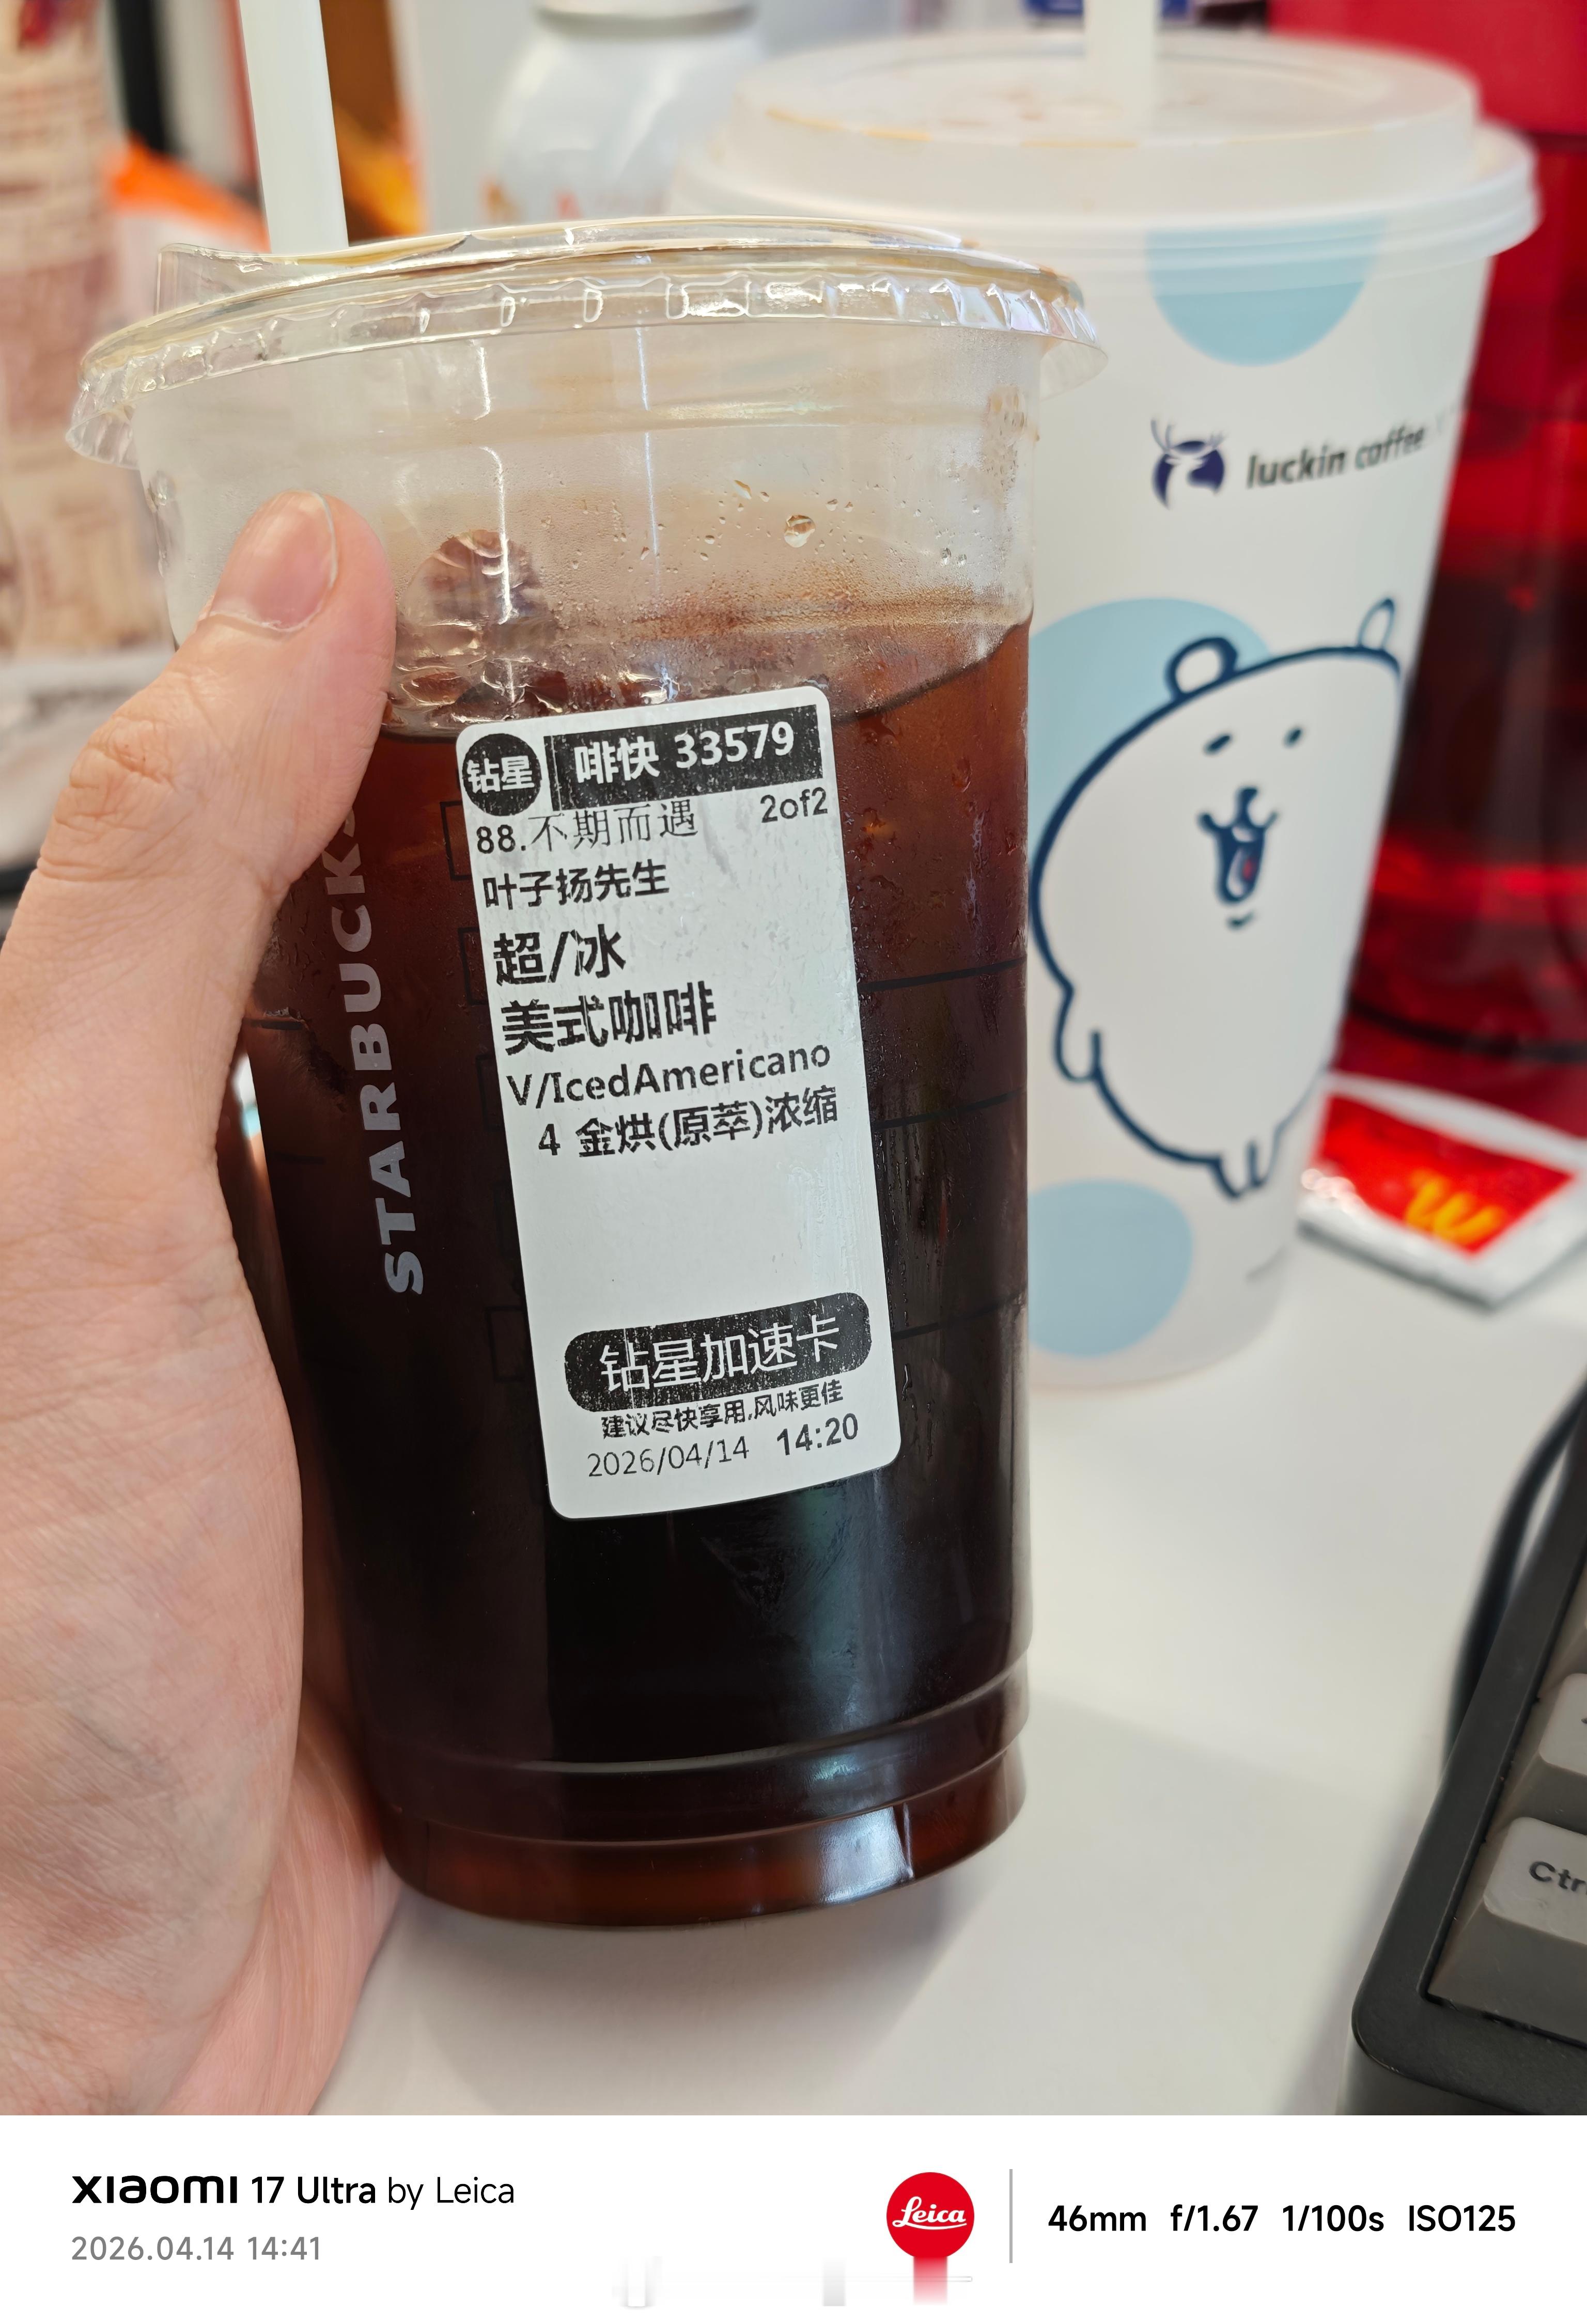 luckin coffee
钻星
啡快 33579
88.不期而遇 2of2
叶子扬先生
超/冰
美式咖啡
V/IcedAmericano
4 金烘(原萃)浓缩
钻星加速卡
建议尽快享用,风味更佳
2026/04/14 14:20
STARBUCKS
Ctr
xiaomi 17 Ultra by Leica
2026.04.14 14:41
Leica
46mm f/1.67 1/100s ISO125